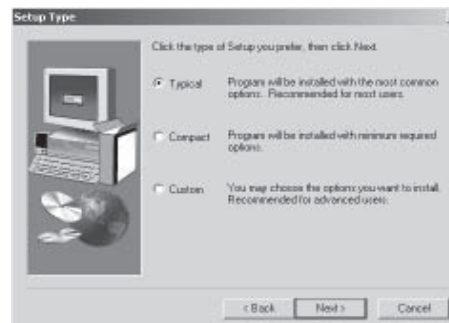 Setup Type
Click the type of Setup you prefer, then click Next.
Typical Program will be installed with the most common
options. Recommended for most users.
Compact Program will be installed with minimum required
options.
Custom You may choose the options you want to install.
Recommended for advanced users.
< Back Next > Cancel